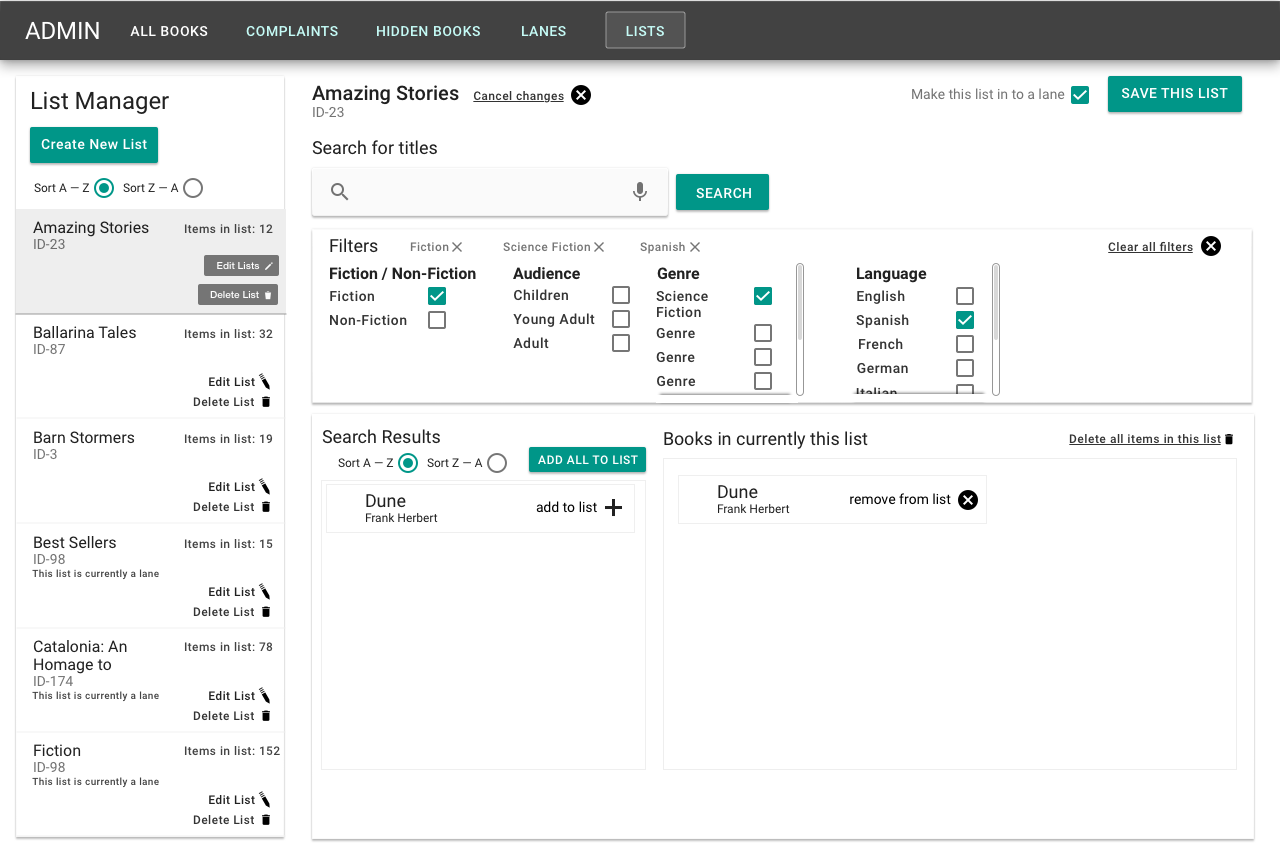 ADMIN ALL BOOKS COMPLAINTS HIDDEN BOOKS LANES LISTS
List Manager
Create New List
Sort A — Z Sort Z — A
Amazing Stories Items in list: 12
ID-23
Edit Lists
Delete List
Ballarina Tales Items in list: 32
ID-87
Edit List
Delete List
Barn Stormers Items in list: 19
ID-3
Edit List
Delete List
Best Sellers Items in list: 15
ID-98
This list is currently a lane
Edit List
Delete List
Catalonia: An Items in list: 78
Homage to
ID-174
This list is currently a lane
Edit List
Delete List
Fiction Items in list: 152
ID-98
This list is currently a lane
Edit List
Delete List
Amazing Stories Cancel changes
ID-23
Make this list in to a lane SAVE THIS LIST
Search for titles
SEARCH
Filters Fiction Science Fiction Spanish Clear all filters
Fiction / Non-Fiction
Fiction
Non-Fiction
Audience
Children
Young Adult
Adult
Genre
Science
Fiction
Genre
Genre
Genre
Language
English
Spanish
French
German
Italian
Search Results
Sort A — Z Sort Z — A ADD ALL TO LIST
Dune
Frank Herbert
add to list
Books in currently this list Delete all items in this list
Dune
Frank Herbert
remove from list